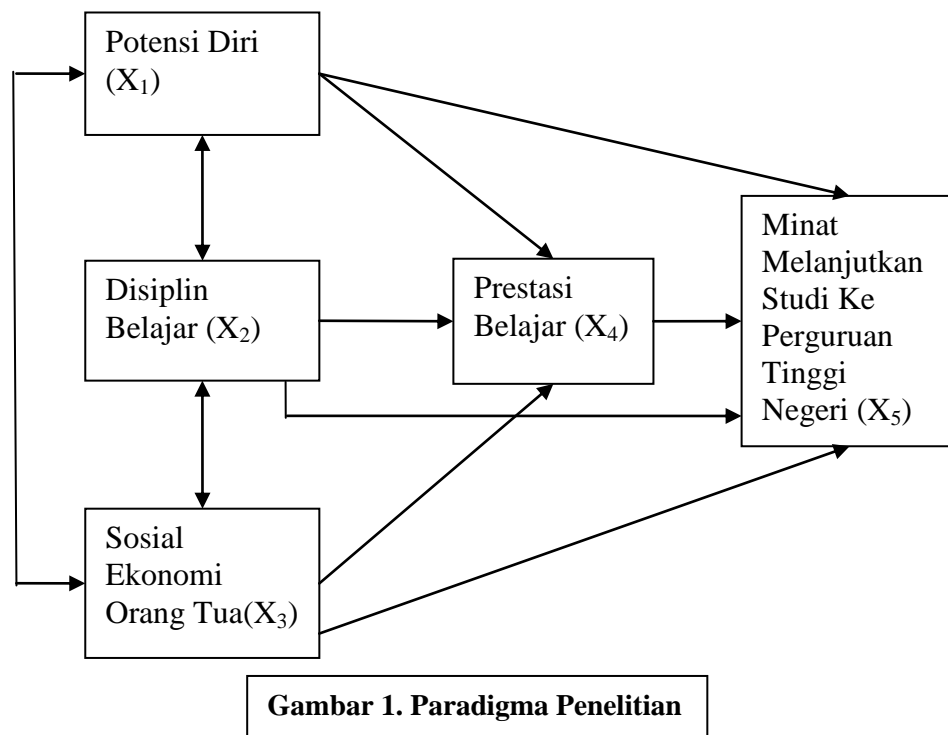 Potensi Diri
(X₁)
Disiplin
Belajar (X₂)
Prestasi
Belajar (X₄)
Minat
Melanjutkan
Studi Ke
Perguruan
Tinggi
Negeri (X₅)
Sosial
Ekonomi
Orang Tua(X₃)
Gambar 1. Paradigma Penelitian